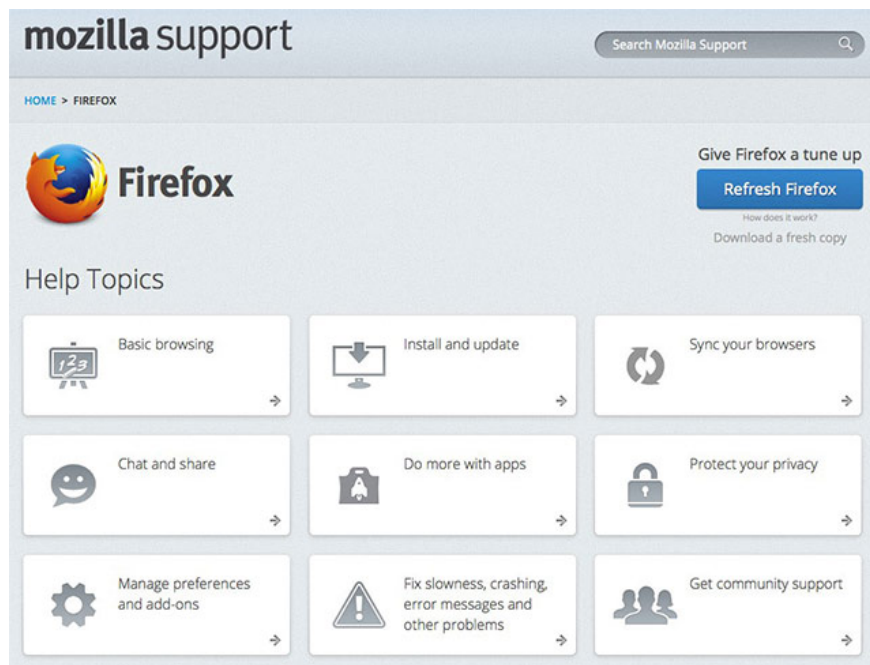 mozilla support
Search Mozilla Support
HOME > FIREFOX
Firefox
Give Firefox a tune up
Refresh Firefox
How does it work?
Download a fresh copy
Help Topics
123
Basic browsing
Install and update
Sync your browsers
Chat and share
Do more with apps
Protect your privacy
Manage preferences
and add-ons
Fix slowness, crashing,
error messages and
other problems
Get community support